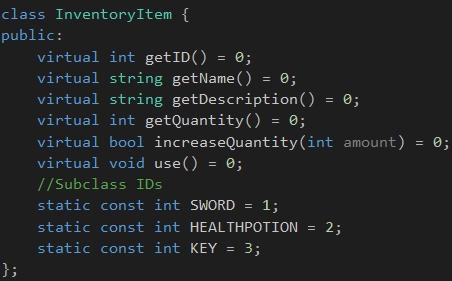 class InventoryItem {
public:
    virtual int getID() = 0;
    virtual string getName() = 0;
    virtual string getDescription() = 0;
    virtual int getQuantity() = 0;
    virtual bool increaseQuantity(int amount) = 0;
    virtual void use() = 0;
    //Subclass IDs
    static const int SWORD = 1;
    static const int HEALTHPOTION = 2;
    static const int KEY = 3;
};